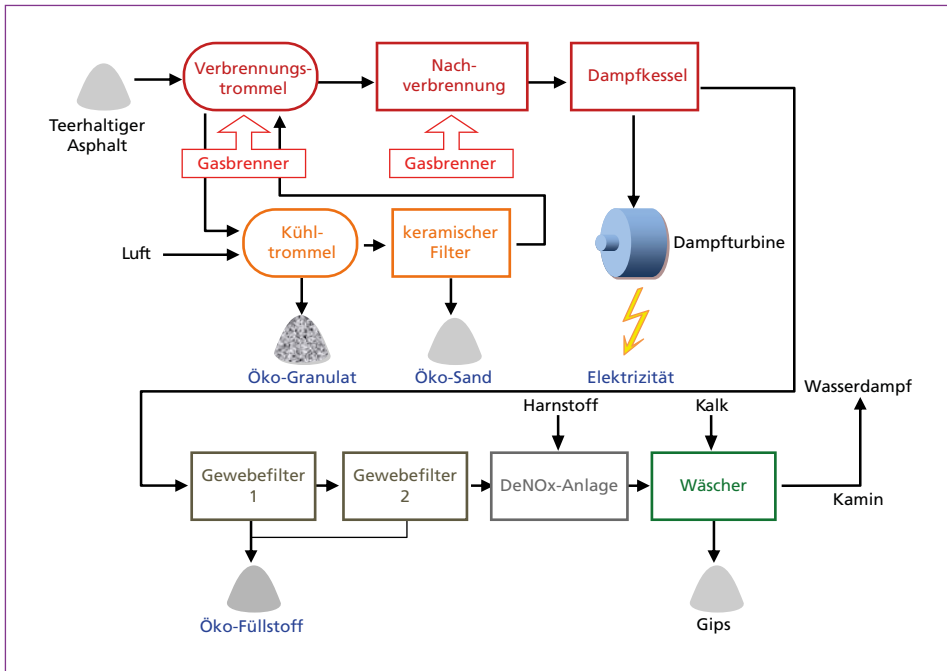 Verbrennungs-
trommel
Nach-
verbrennung
Dampfkessel
Teerhaltiger
Asphalt
Gasbrenner
Gasbrenner
Luft
Kühl-
trommel
keramischer
Filter
Dampfturbine
Öko-Granulat
Öko-Sand
Elektrizität
Wasserdampf
Harnstoff
Kalk
Gewebefilter
1
Gewebefilter
2
DeNOx-Anlage
Wäscher
Kamin
Öko-Füllstoff
Gips